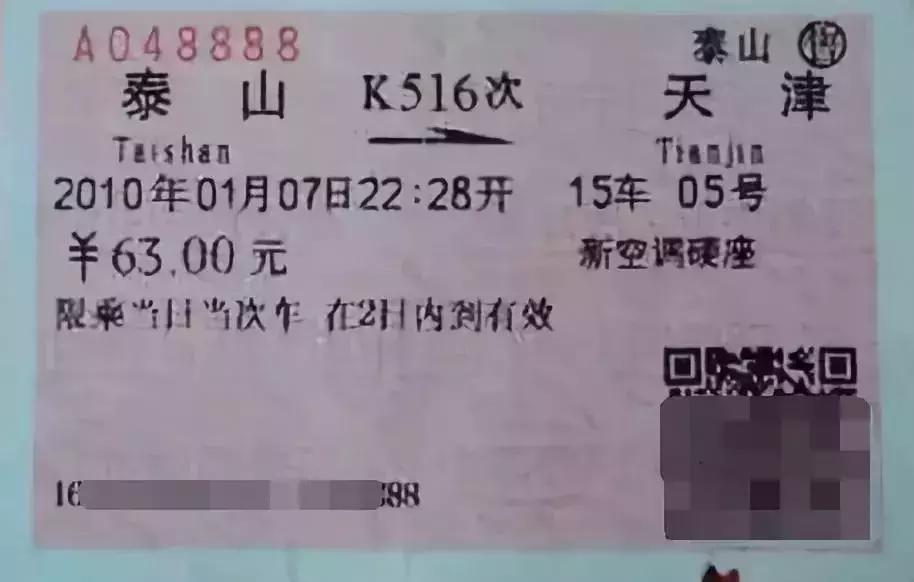 A048888 泰山 售
泰山 K516次 天津
Taishan Tianjin
2010年01月07日22:28开 15车 05号
￥63.00元 新空调硬座
限乘当日当次车 在2日内到有效
16 898